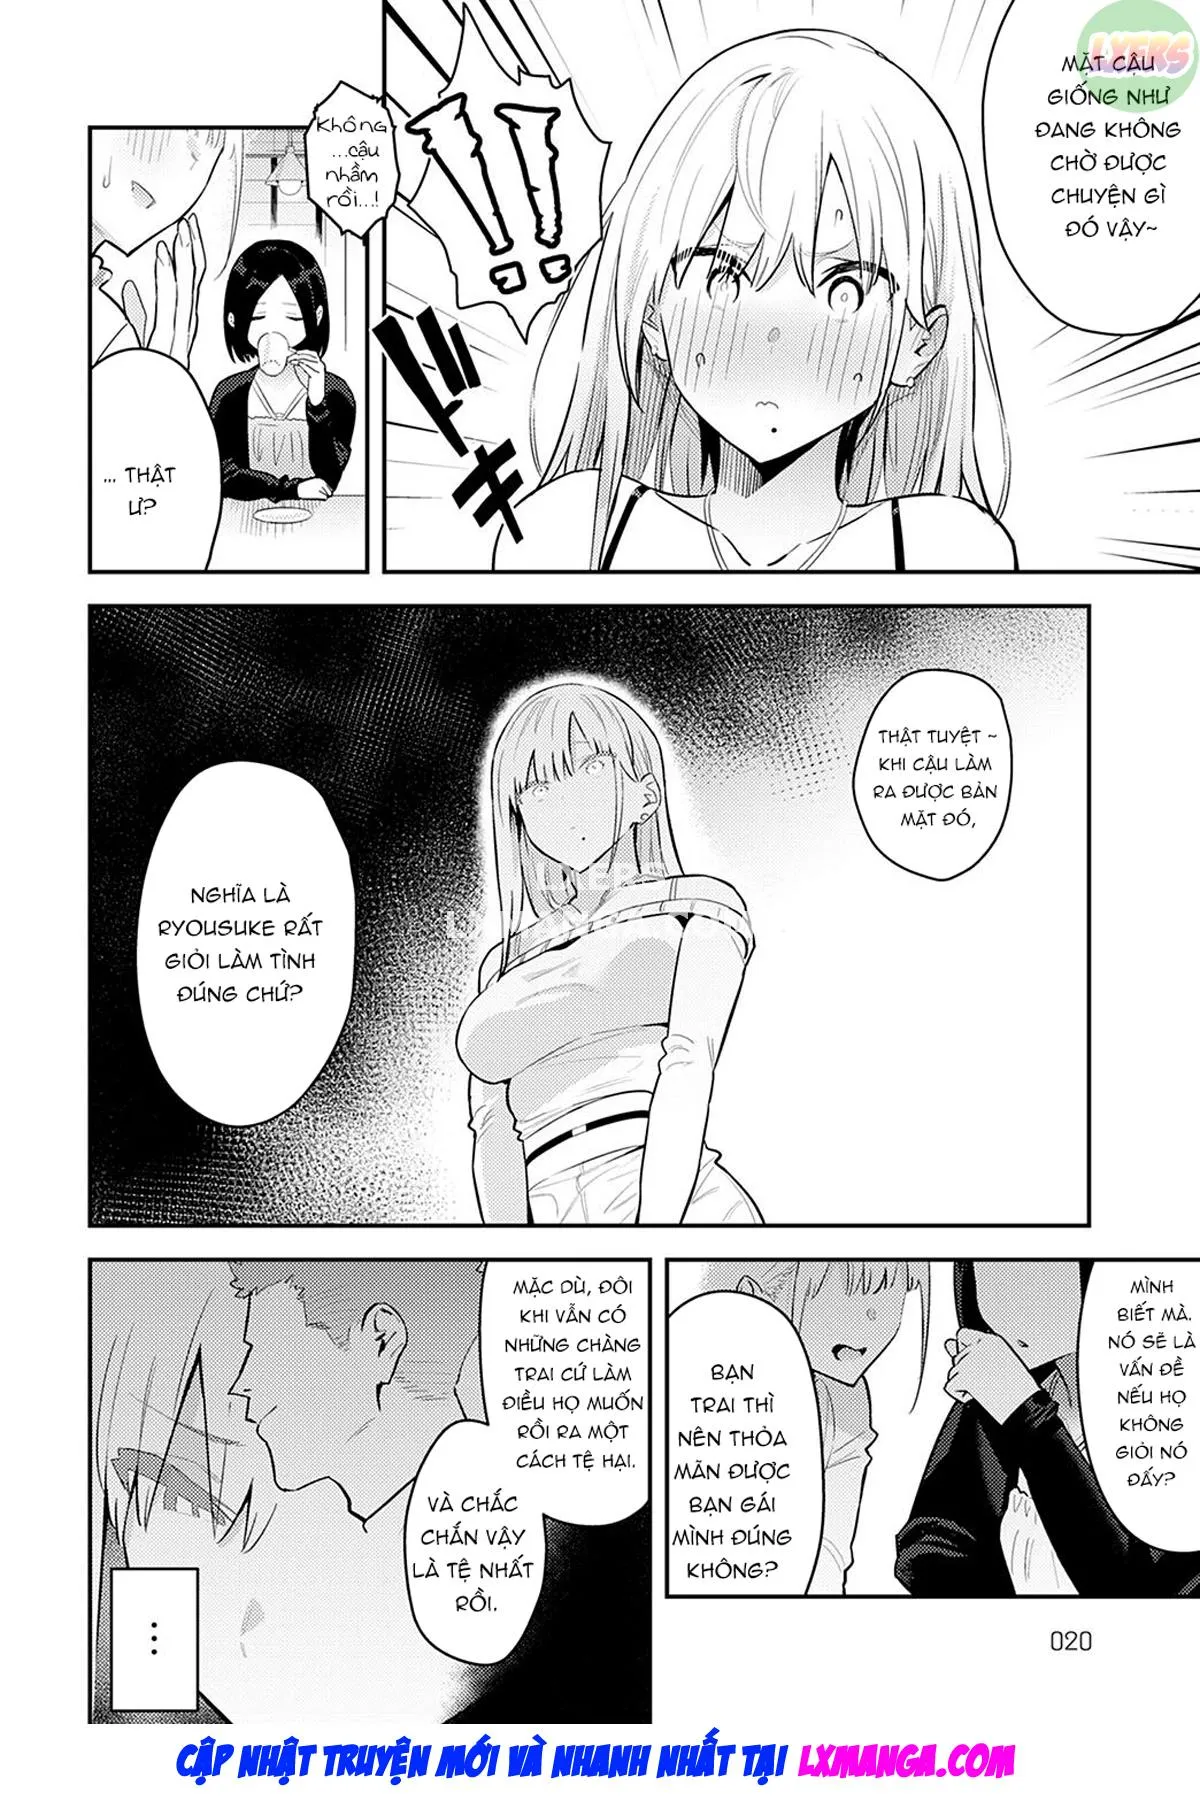 LXERS
MẶT CẬU
GIỐNG NHƯ
ĐANG KHÔNG
CHỜ ĐƯỢC
CHUYỆN GÌ
ĐÓ VẬY~
!!
Không
...cậu
nhầm
rồi...!
... THẬT
Ư?
THẬT TUYỆT ~
KHI CẬU LÀM
RA ĐƯỢC BẢN
MẶT ĐÓ,
NGHĨA LÀ
RYOUSUKE RẤT
GIỎI LÀM TÌNH
ĐÚNG CHỨ?
MÌNH
BIẾT MÀ.
NÓ SẼ LÀ
VẤN ĐỀ
NẾU HỌ
KHÔNG
GIỎI NÓ
ĐẤY?
BẠN
TRAI THÌ
NÊN THỎA
MÃN ĐƯỢC
BẠN GÁI
MÌNH ĐÚNG
KHÔNG?
MẶC DÙ, ĐÔI
KHI VẪN CÓ
NHỮNG CHÀNG
TRAI CỨ LÀM
ĐIỀU HỌ MUỐN
RỒI RA MỘT
CÁCH TỆ HẠI.
VÀ CHẮC
CHẮN VẬY
LÀ TỆ NHẤT
RỒI.
...
020
CẬP NHẬT TRUYỆN MỚI VÀ NHANH NHẤT TẠI LXMANGA.COM